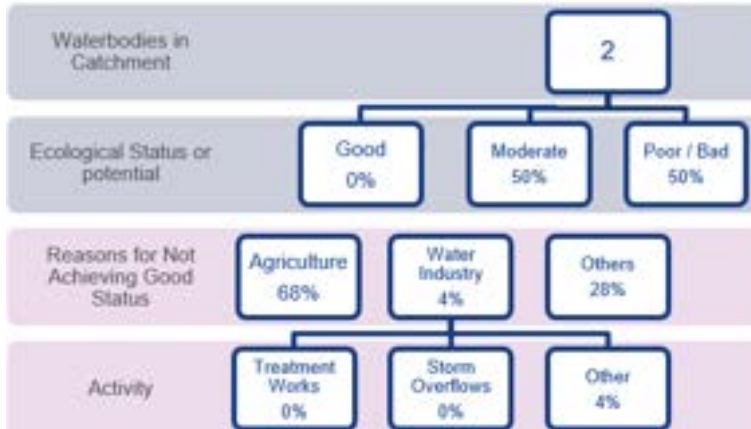 Waterbodies in
Catchment
2
Ecological Status or
potential
Good
0%
Moderate
50%
Poor / Bad
50%
Reasons for Not
Achieving Good
Status
Agriculture
68%
Water
Industry
4%
Others
28%
Activity
Treatment
Works
0%
Storm
Overflows
0%
Other
4%